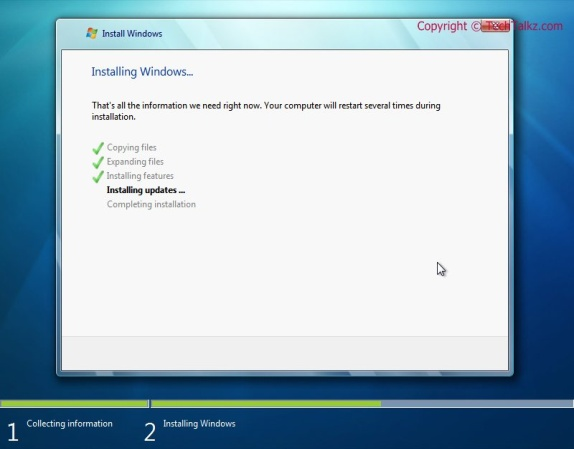 Install Windows
Copyright © TechTalkz.com
Installing Windows...
That's all the information we need right now. Your computer will restart several times during
installation.
Copying files
Expanding files
Installing features
Installing updates ...
Completing installation
1 Collecting information
2 Installing Windows